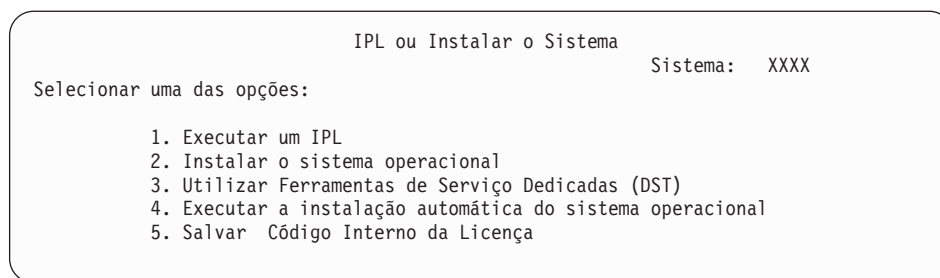 IPL ou Instalar o Sistema
Sistema: XXXX
Selecionar uma das opções:
1. Executar um IPL
2. Instalar o sistema operacional
3. Utilizar Ferramentas de Serviço Dedicadas (DST)
4. Executar a instalação automática do sistema operacional
5. Salvar Código Interno da Licença